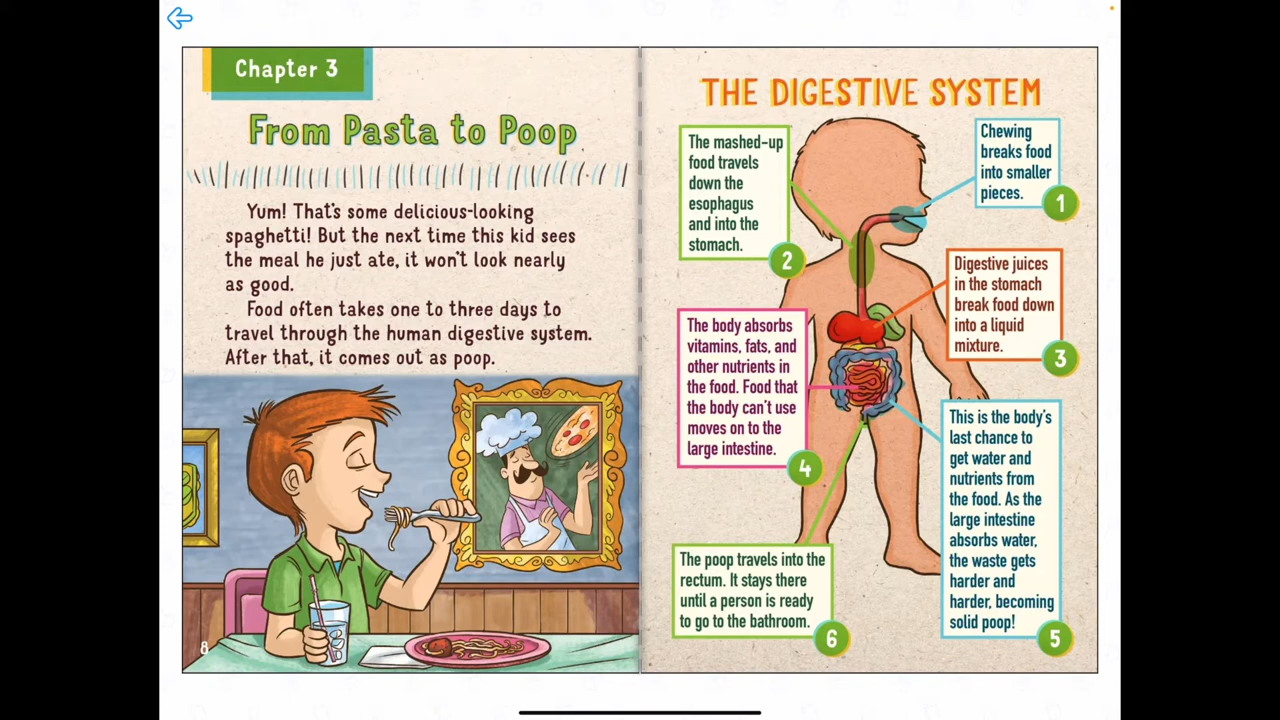 Chapter 3
From Pasta to Poop
Yum! That's some delicious-looking
spaghetti! But the next time this kid sees
the meal he just ate, it won't look nearly
as good.
Food often takes one to three days to
travel through the human digestive system.
After that, it comes out as poop.
8
THE DIGESTIVE SYSTEM
Chewing
breaks food
into smaller
pieces.
1
The mashed-up
food travels
down the
esophagus
and into the
stomach.
2
Digestive juices
in the stomach
break food down
into a liquid
mixture.
3
The body absorbs
vitamins, fats, and
other nutrients in
the food. Food that
the body can't use
moves on to the
large intestine.
4
This is the body's
last chance to
get water and
nutrients from
the food. As the
large intestine
absorbs water,
the waste gets
harder and
harder, becoming
solid poop!
5
The poop travels into the
rectum. It stays there
until a person is ready
to go to the bathroom.
6